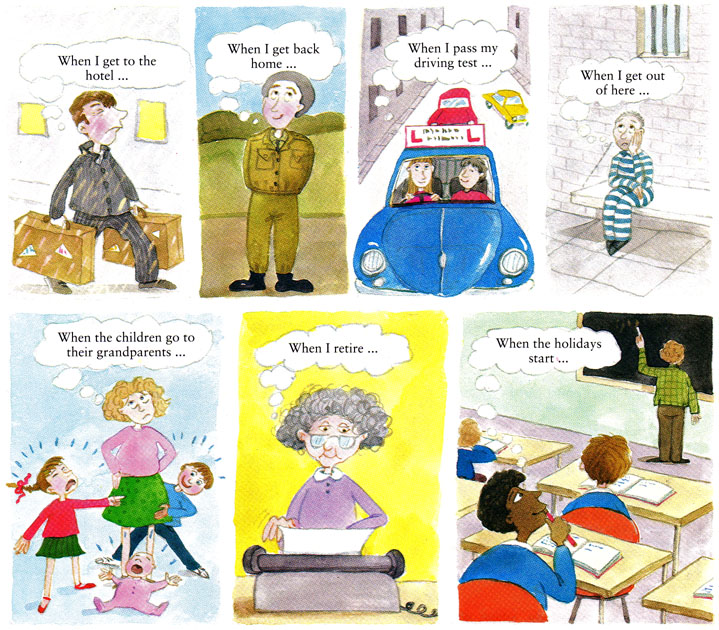 When I get to the
hotel ...
When I get back
home ...
When I pass my
driving test ...
L
L
When I get out
of here ...
When the children go to
their grandparents ...
When I retire ...
When the holidays
start ...